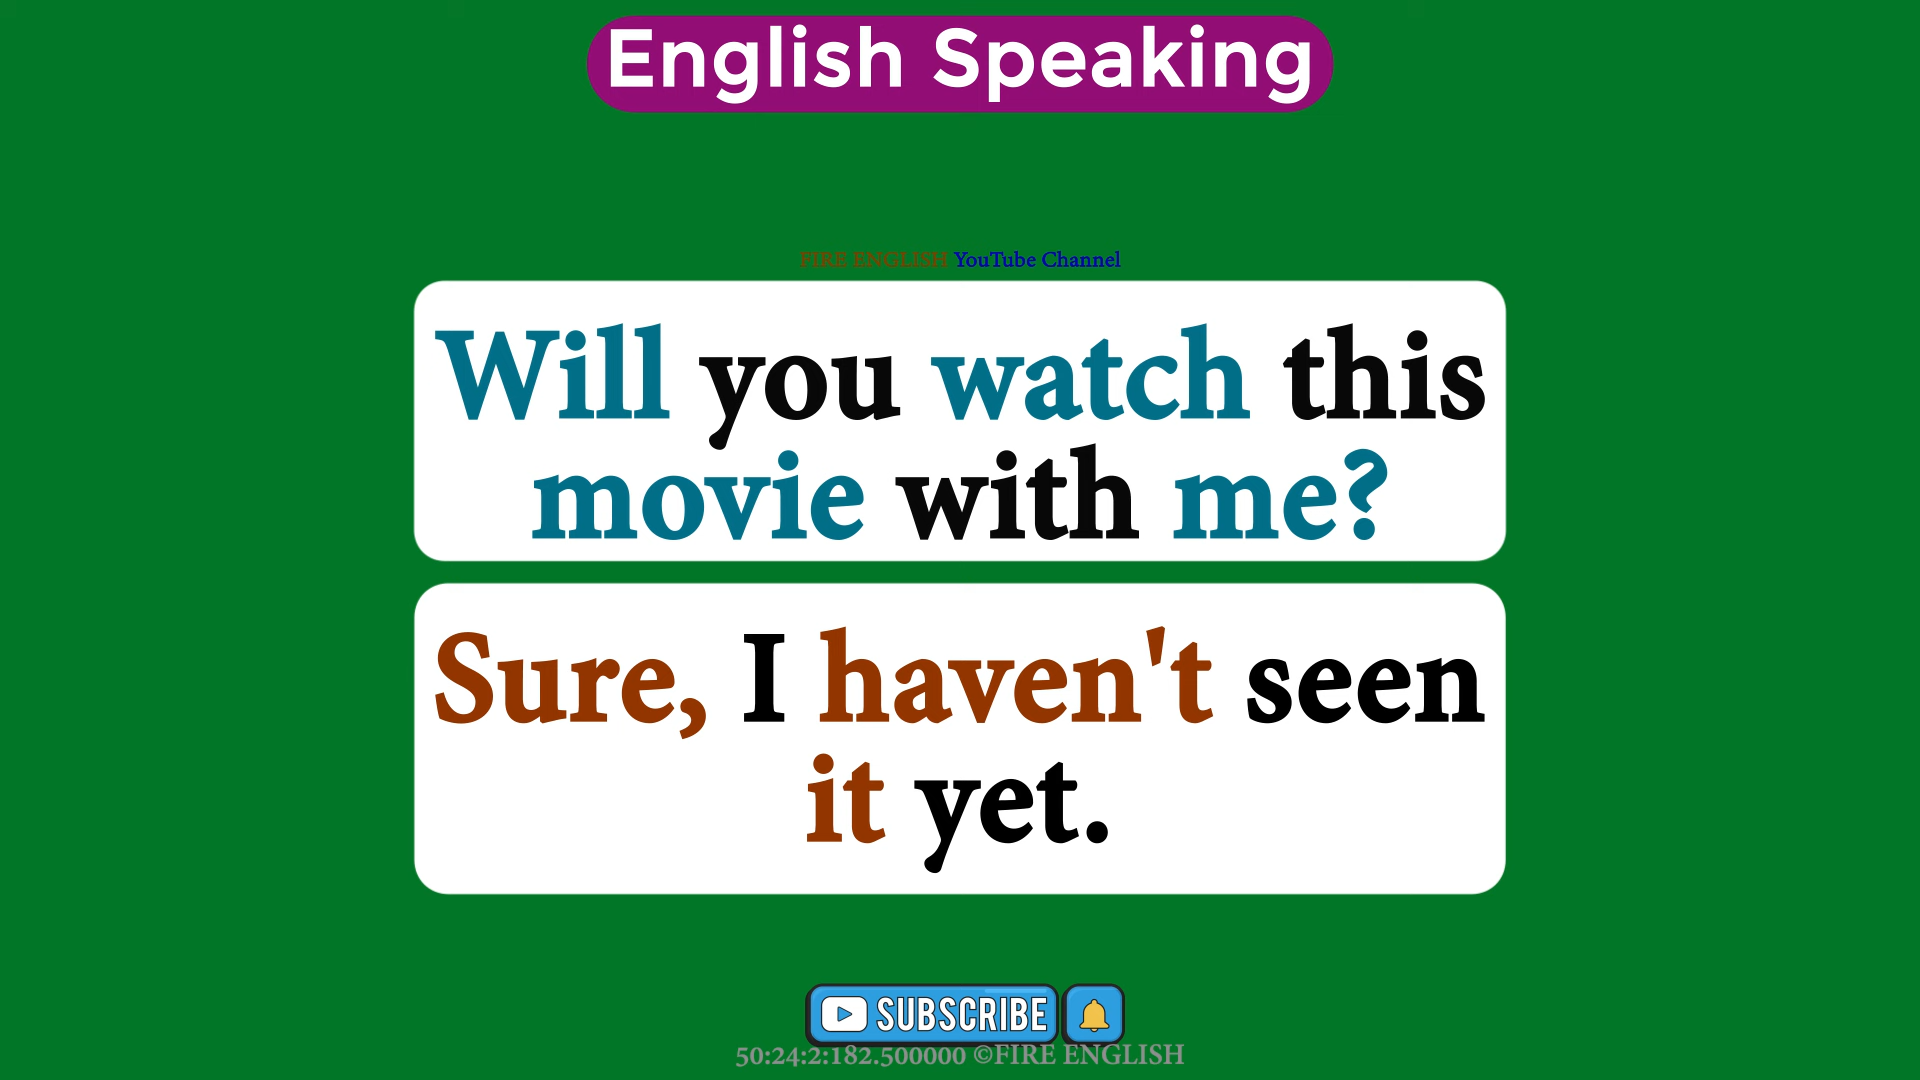 English Speaking
FIRE ENGLISH YouTube Channel
Will you watch this
movie with me?
Sure, I haven't seen
it yet.
SUBSCRIBE
50:24:2:182.500000 ©FIRE ENGLISH